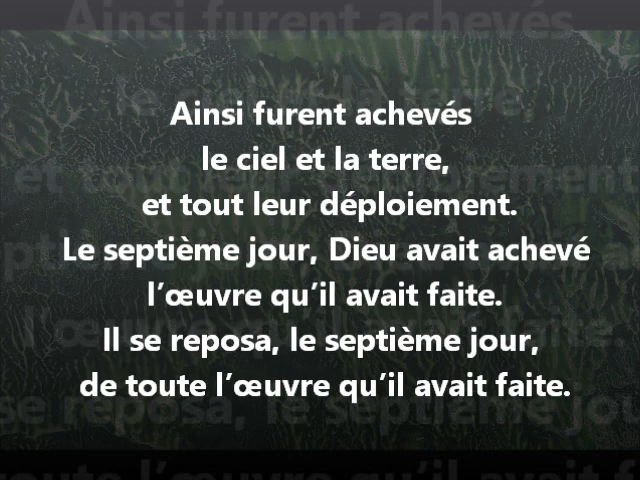 Ainsi furent achevés
le ciel et la terre,
et tout leur déploiement.
Le septième jour, Dieu avait achevé
l’œuvre qu’il avait faite.
Il se reposa, le septième jour,
de toute l’œuvre qu’il avait faite.